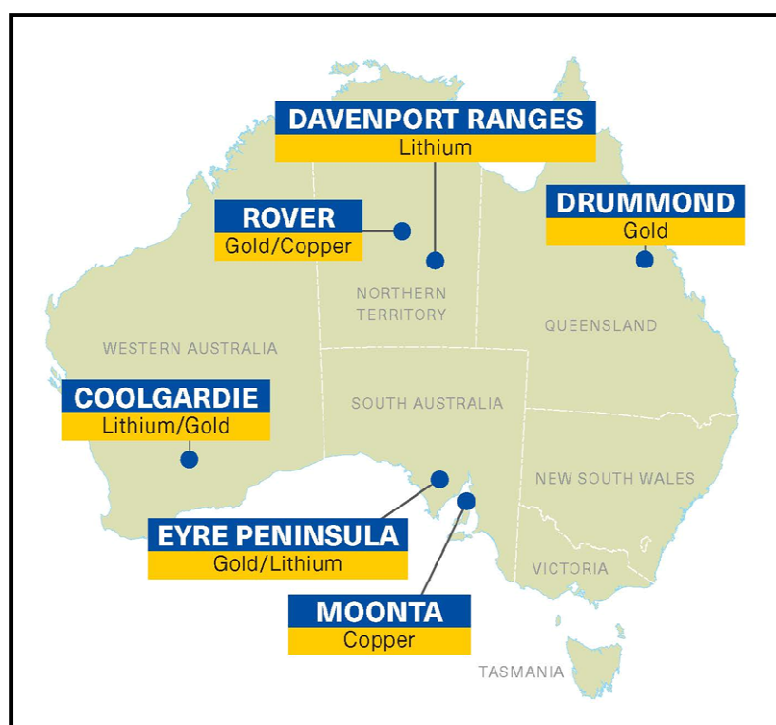 DAVENPORT RANGES
Lithium
DRUMMOND
Gold
ROVER
Gold/Copper
NORTHERN
TERRITORY
QUEENSLAND
WESTERN AUSTRALIA
COOLGARDIE
Lithium/Gold
SOUTH AUSTRALIA
NEW SOUTH WALES
EYRE PENINSULA
Gold/Lithium
VICTORIA
MOONTA
Copper
TASMANIA